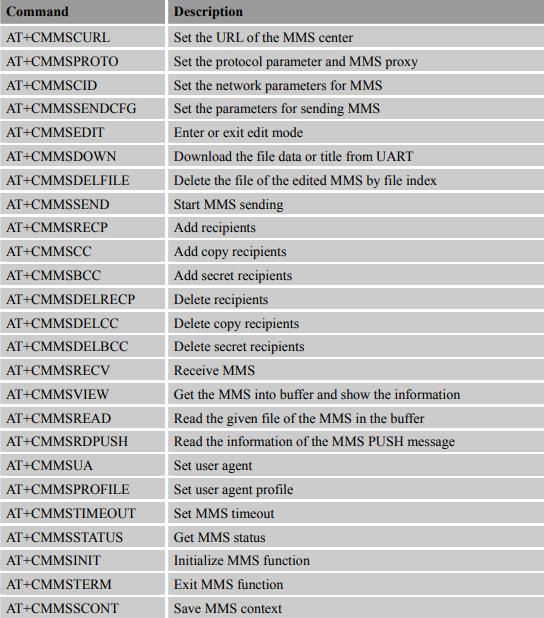 Command Description
AT+CMMSCURL Set the URL of the MMS center
AT+CMMSPROTO Set the protocol parameter and MMS proxy
AT+CMMSCID Set the network parameters for MMS
AT+CMMSSENDCFG Set the parameters for sending MMS
AT+CMMSEDIT Enter or exit edit mode
AT+CMMSDOWN Download the file data or title from UART
AT+CMMSDELFILE Delete the file of the edited MMS by file index
AT+CMMSSEND Start MMS sending
AT+CMMSRECP Add recipients
AT+CMMSCC Add copy recipients
AT+CMMSBCC Add secret recipients
AT+CMMSDELRECP Delete recipients
AT+CMMSDELCC Delete copy recipients
AT+CMMSDELBCC Delete secret recipients
AT+CMMSRECV Receive MMS
AT+CMMSVIEW Get the MMS into buffer and show the information
AT+CMMSREAD Read the given file of the MMS in the buffer
AT+CMMSRDPUSH Read the information of the MMS PUSH message
AT+CMMSUA Set user agent
AT+CMMSPROFILE Set user agent profile
AT+CMMSTIMEOUT Set MMS timeout
AT+CMMSSTATUS Get MMS status
AT+CMMSINIT Initialize MMS function
AT+CMMSTERM Exit MMS function
AT+CMMSSCONT Save MMS context